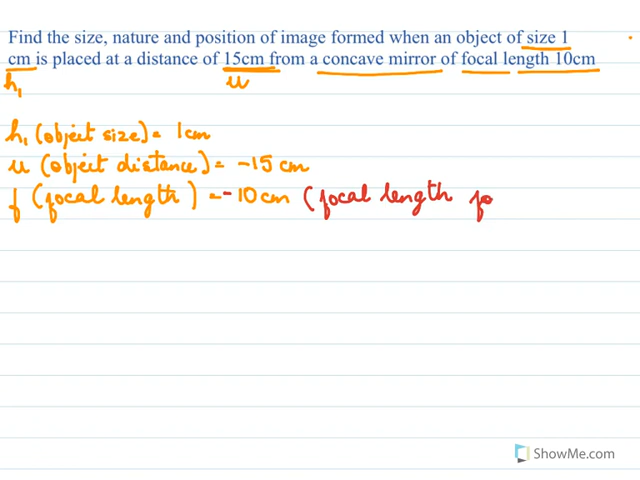 Find the size, nature and position of image formed when an object of size 1
cm is placed at a distance of 15cm from a concave mirror of focal length 10cm
h₁ u
h₁ (object size) = 1cm
u (object distance) = -15 cm
f (focal length) = - 10 cm (focal length fo
ShowMe.com